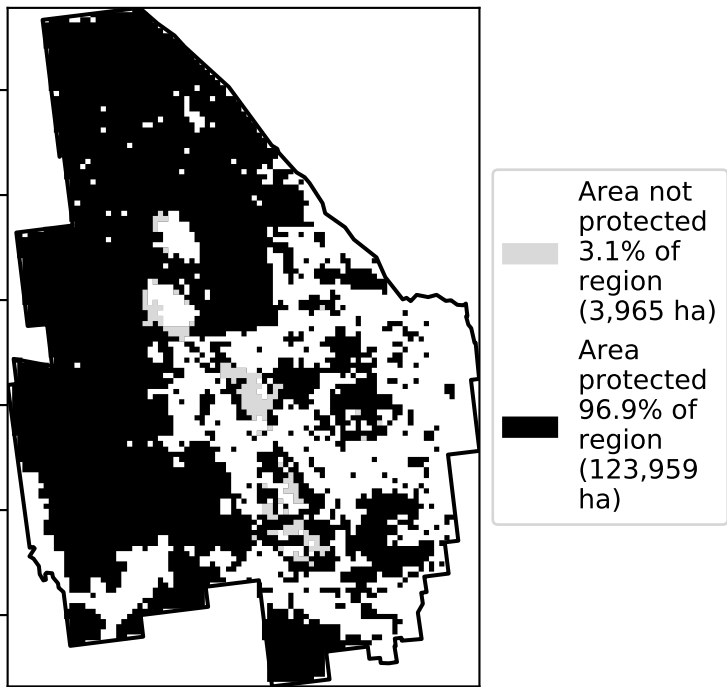 Area not
protected
3.1% of
region
(3,965 ha)
Area
protected
96.9% of
region
(123,959
ha)